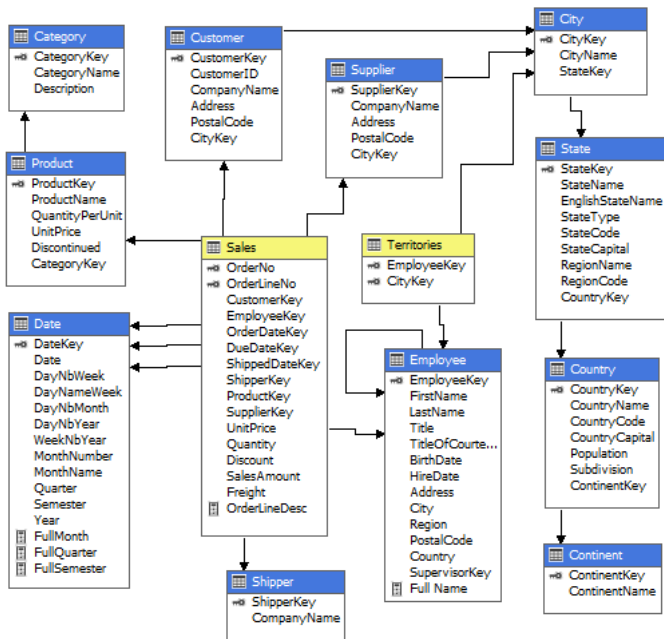 Category
CategoryKey
CategoryName
Description
Customer
CustomerKey
CustomerID
CompanyName
Address
PostalCode
CityKey
Supplier
SupplierKey
CompanyName
Address
PostalCode
CityKey
City
CityKey
CityName
StateKey
Product
ProductKey
ProductName
QuantityPerUnit
UnitPrice
Discontinued
CategoryKey
State
StateKey
StateName
EnglishStateName
StateType
StateCode
StateCapital
RegionName
RegionCode
CountryKey
Sales
OrderNo
OrderLineNo
CustomerKey
EmployeeKey
OrderDateKey
DueDateKey
ShippedDateKey
ShipperKey
ProductKey
SupplierKey
UnitPrice
Quantity
Discount
SalesAmount
Freight
OrderLineDesc
Territories
EmployeeKey
CityKey
Date
DateKey
Date
DayNbWeek
DayNameWeek
DayNbMonth
DayNbYear
WeekNbYear
MonthNumber
MonthName
Quarter
Semester
Year
FullMonth
FullQuarter
FullSemester
Employee
EmployeeKey
FirstName
LastName
Title
TitleOfCourte...
BirthDate
HireDate
Address
City
Region
PostalCode
Country
SupervisorKey
Full Name
Country
CountryKey
CountryName
CountryCode
CountryCapital
Population
Subdivision
ContinentKey
Shipper
ShipperKey
CompanyName
Continent
ContinentKey
ContinentName